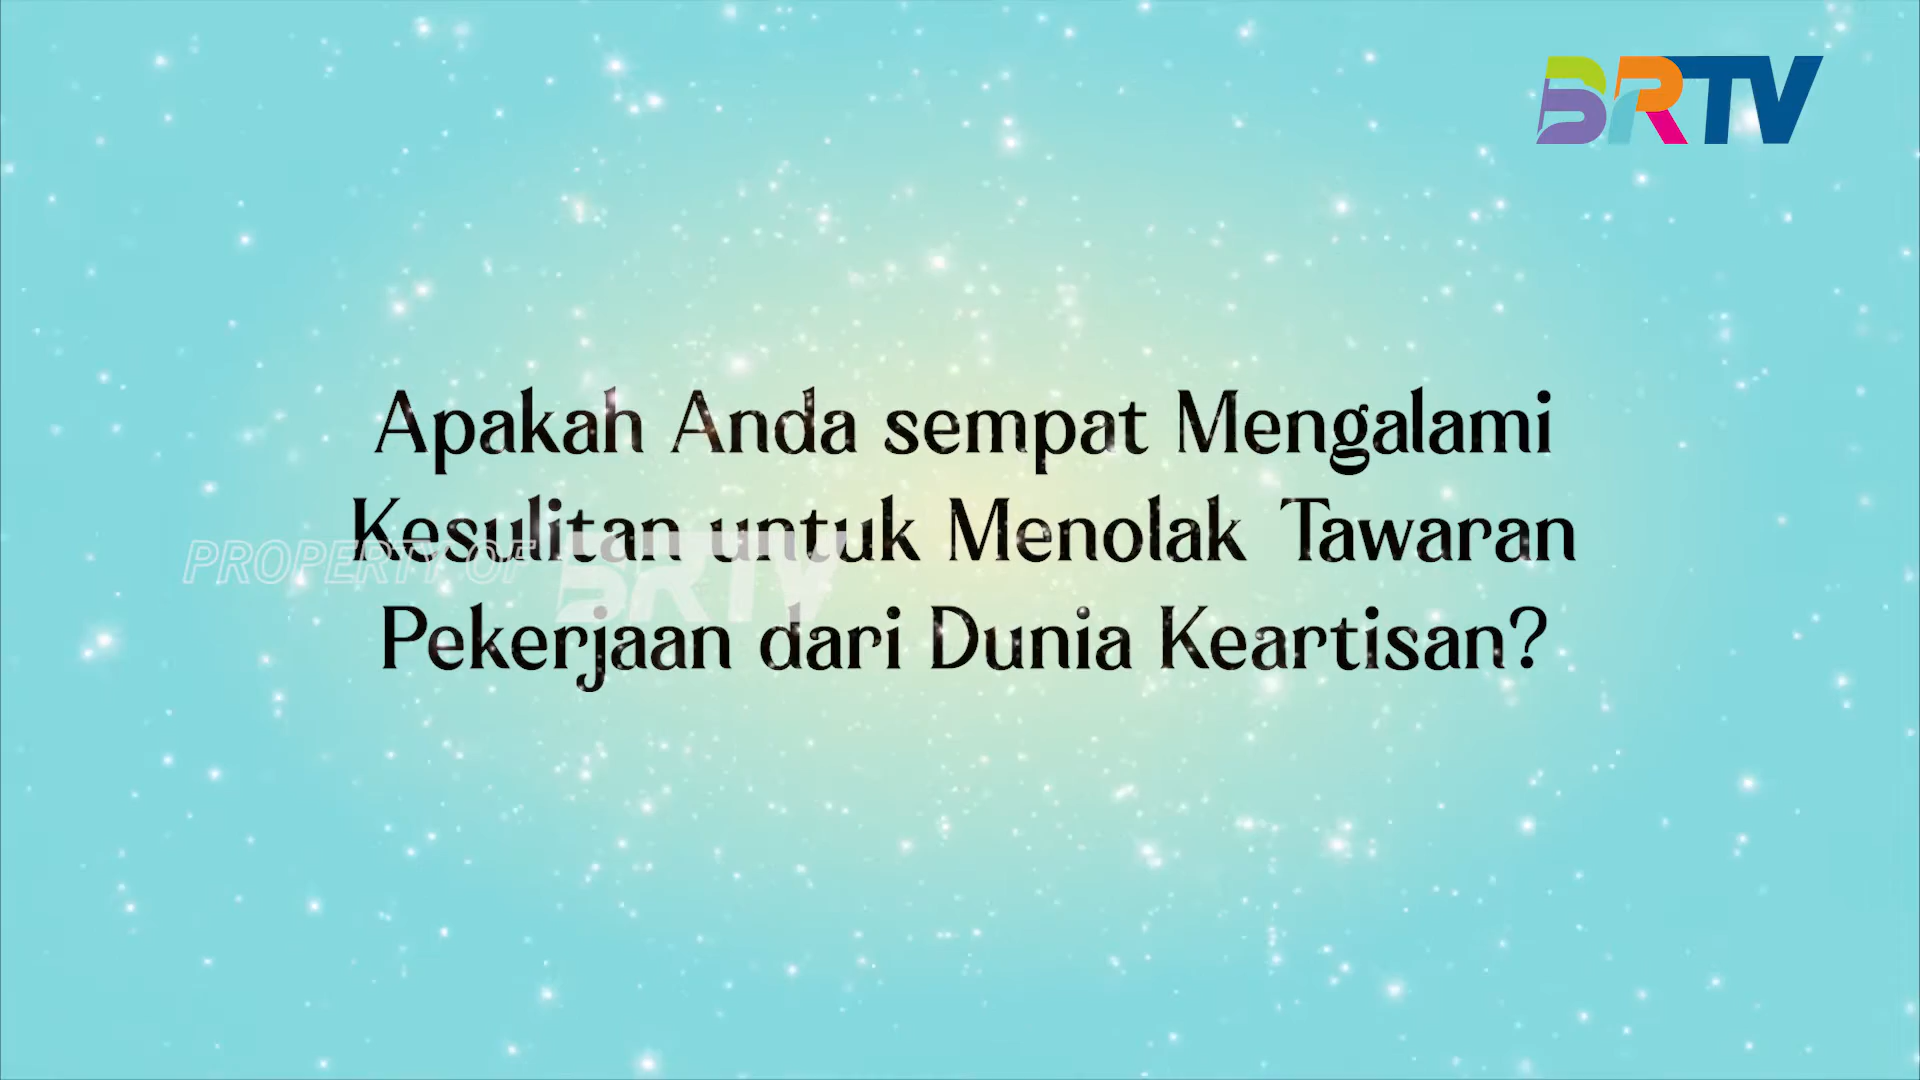 BRTV
Apakah Anda sempat Mengalami
Kesulitan untuk Menolak Tawaran
PROPERTY OF BRTV
Pekerjaan dari Dunia Keartisan?